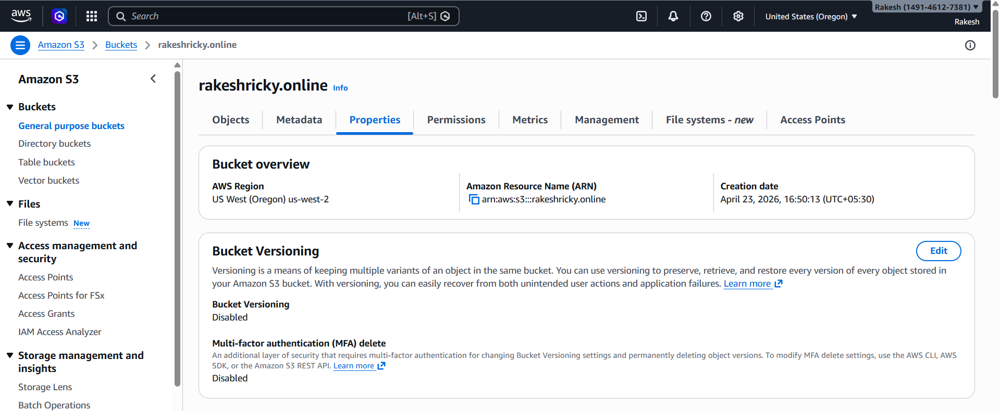 aws
Search
[Alt+S]
United States (Oregon)
Rakesh (1491-4612-7381)
Rakesh
Amazon S3
Buckets
rakeshricky.online
Amazon S3
Buckets
General purpose buckets
Directory buckets
Table buckets
Vector buckets
Files
File systems New
Access management and
security
Access Points
Access Points for FSx
Access Grants
IAM Access Analyzer
Storage management and
insights
Storage Lens
Batch Operations
rakeshricky.online Info
Objects
Metadata
Properties
Permissions
Metrics
Management
File systems - new
Access Points
Bucket overview
AWS Region
US West (Oregon) us-west-2
Amazon Resource Name (ARN)
arn:aws:s3:::rakeshricky.online
Creation date
April 23, 2026, 16:50:13 (UTC+05:30)
Bucket Versioning
Edit
Versioning is a means of keeping multiple variants of an object in the same bucket. You can use versioning to preserve, retrieve, and restore every version of every object stored in
your Amazon S3 bucket. With versioning, you can easily recover from both unintended user actions and application failures. Learn more
Bucket Versioning
Disabled
Multi-factor authentication (MFA) delete
An additional layer of security that requires multi-factor authentication for changing Bucket Versioning settings and permanently deleting object versions. To modify MFA delete settings, use the AWS CLI, AWS
SDK, or the Amazon S3 REST API. Learn more
Disabled